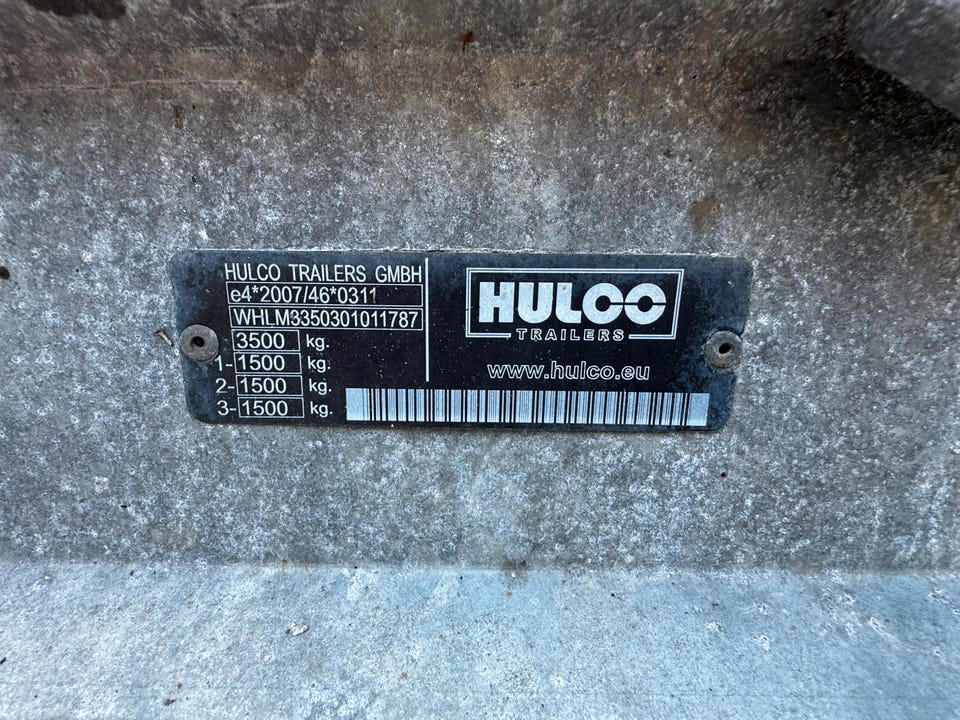 HULCO TRAILERS GMBH
e4*2007/46*0311
WHLM3350301011787
3500 kg.
1-1500 kg.
2-1500 kg.
3-1500 kg.
HULCO
TRAILERS
www.hulco.eu